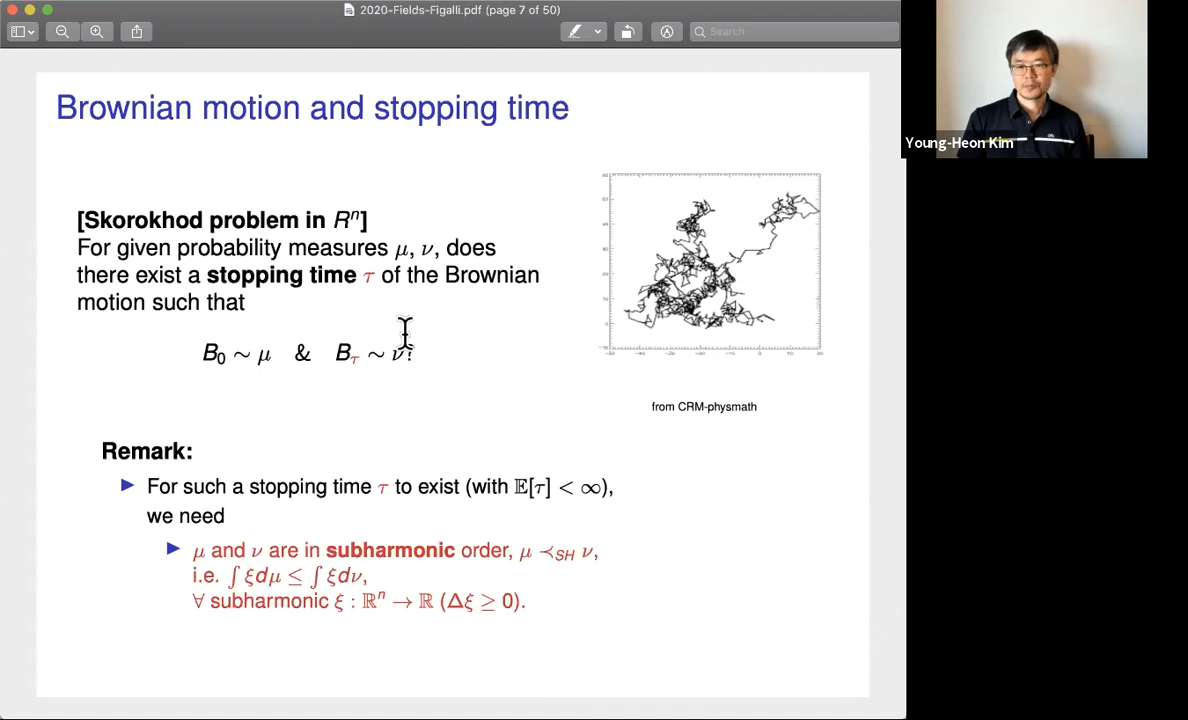 2020-Fields-Figalli.pdf (page 7 of 50)
Search
Brownian motion and stopping time
[Skorokhod problem in Rⁿ]
For given probability measures μ, ν, does
there exist a stopping time τ of the Brownian
motion such that
B₀ ∼ μ & B_τ ∼ ν?
from CRM-physmath
Remark:
▶ For such a stopping time τ to exist (with 𝔼[τ] < ∞),
we need
▶ μ and ν are in subharmonic order, μ ≺_SH ν,
i.e. ∫ ξdμ ≤ ∫ ξdν,
∀ subharmonic ξ : ℝⁿ → ℝ (Δξ ≥ 0).
Young-Heon Kim